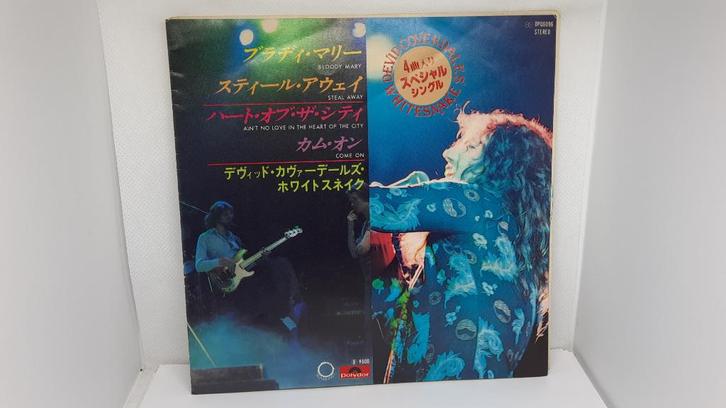 ブラディ・マリー
BLOODY MARY
スティール・アウェイ
STEAL AWAY
ハート・オブ・ザ・シティ
AIN'T NO LOVE IN THE HEART OF THE CITY
カム・オン
COME ON
デヴィッド・カヴァーデールズ・
ホワイトスネイク
DPQ6096
STEREO
4曲入り
スペシャル
シングル
WHITESNAKE
¥800
Polydor